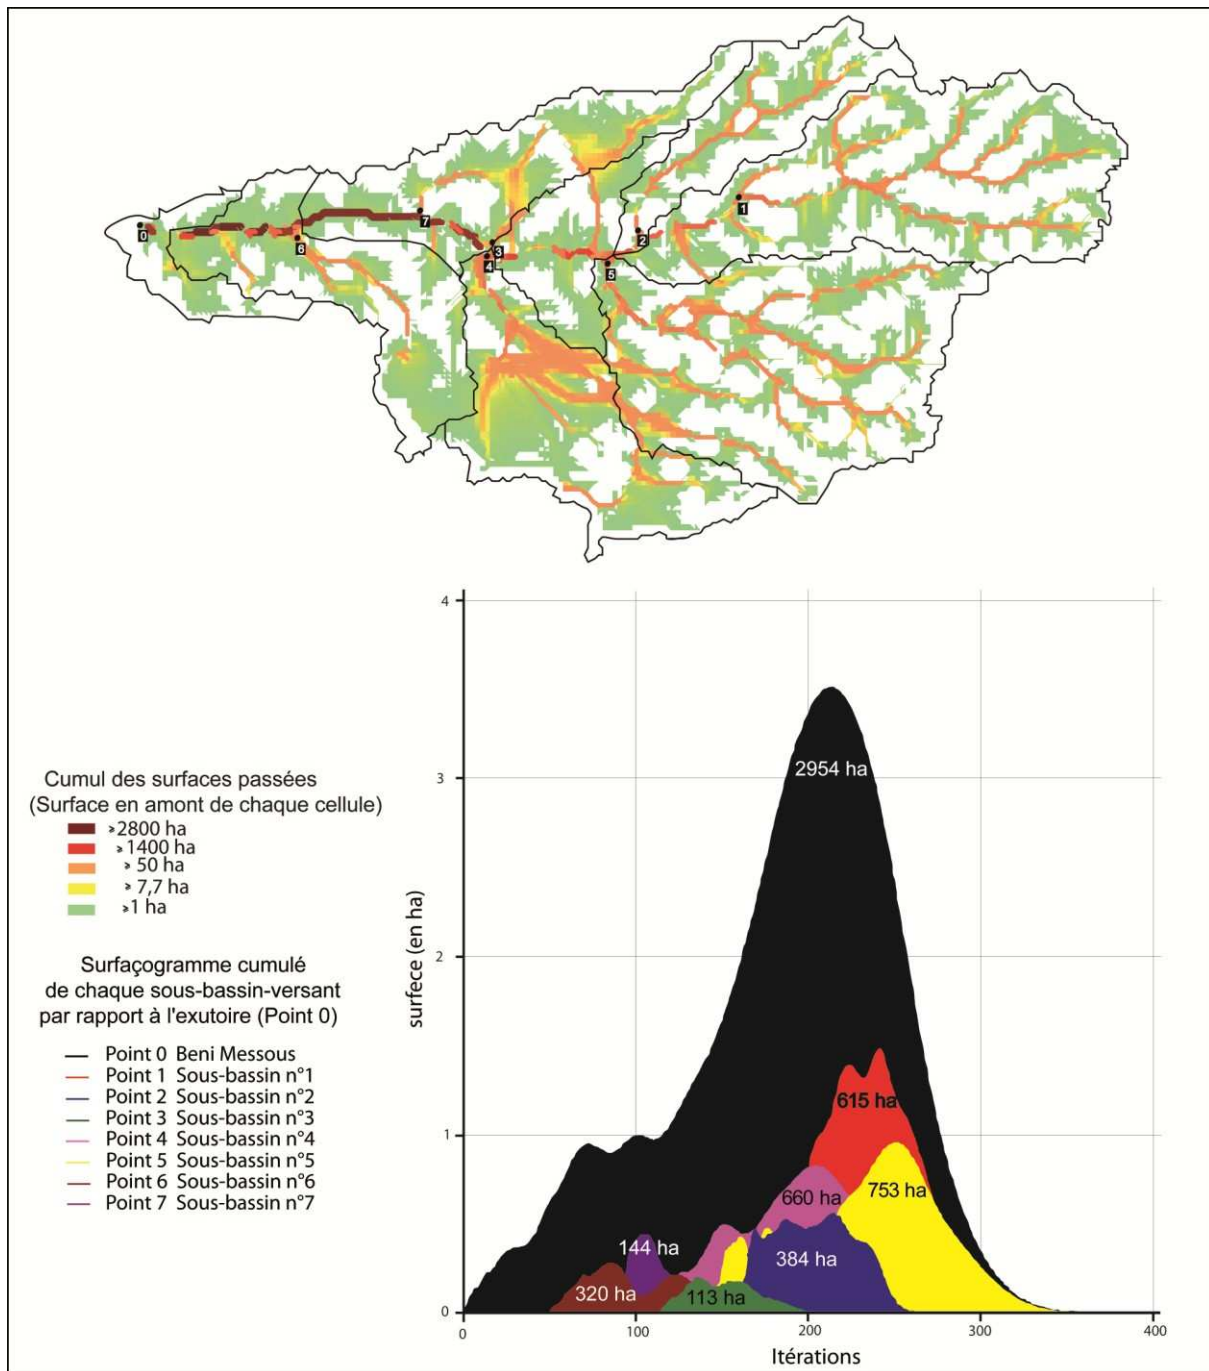 0
6
7
3
4
5
2
1
Cumul des surfaces passées
(Surface en amont de chaque cellule)
≥2800 ha
≥1400 ha
≥ 50 ha
≥ 7,7 ha
≥1 ha
Surfaçogramme cumulé
de chaque sous-bassin-versant
par rapport à l'exutoire (Point 0)
Point 0 Beni Messous
Point 1 Sous-bassin n°1
Point 2 Sous-bassin n°2
Point 3 Sous-bassin n°3
Point 4 Sous-bassin n°4
Point 5 Sous-bassin n°5
Point 6 Sous-bassin n°6
Point 7 Sous-bassin n°7
surfece (en ha)
4
3
2
1
0
2954 ha
615 ha
660 ha
753 ha
144 ha
384 ha
320 ha
113 ha
0
100
200
300
400
Itérations